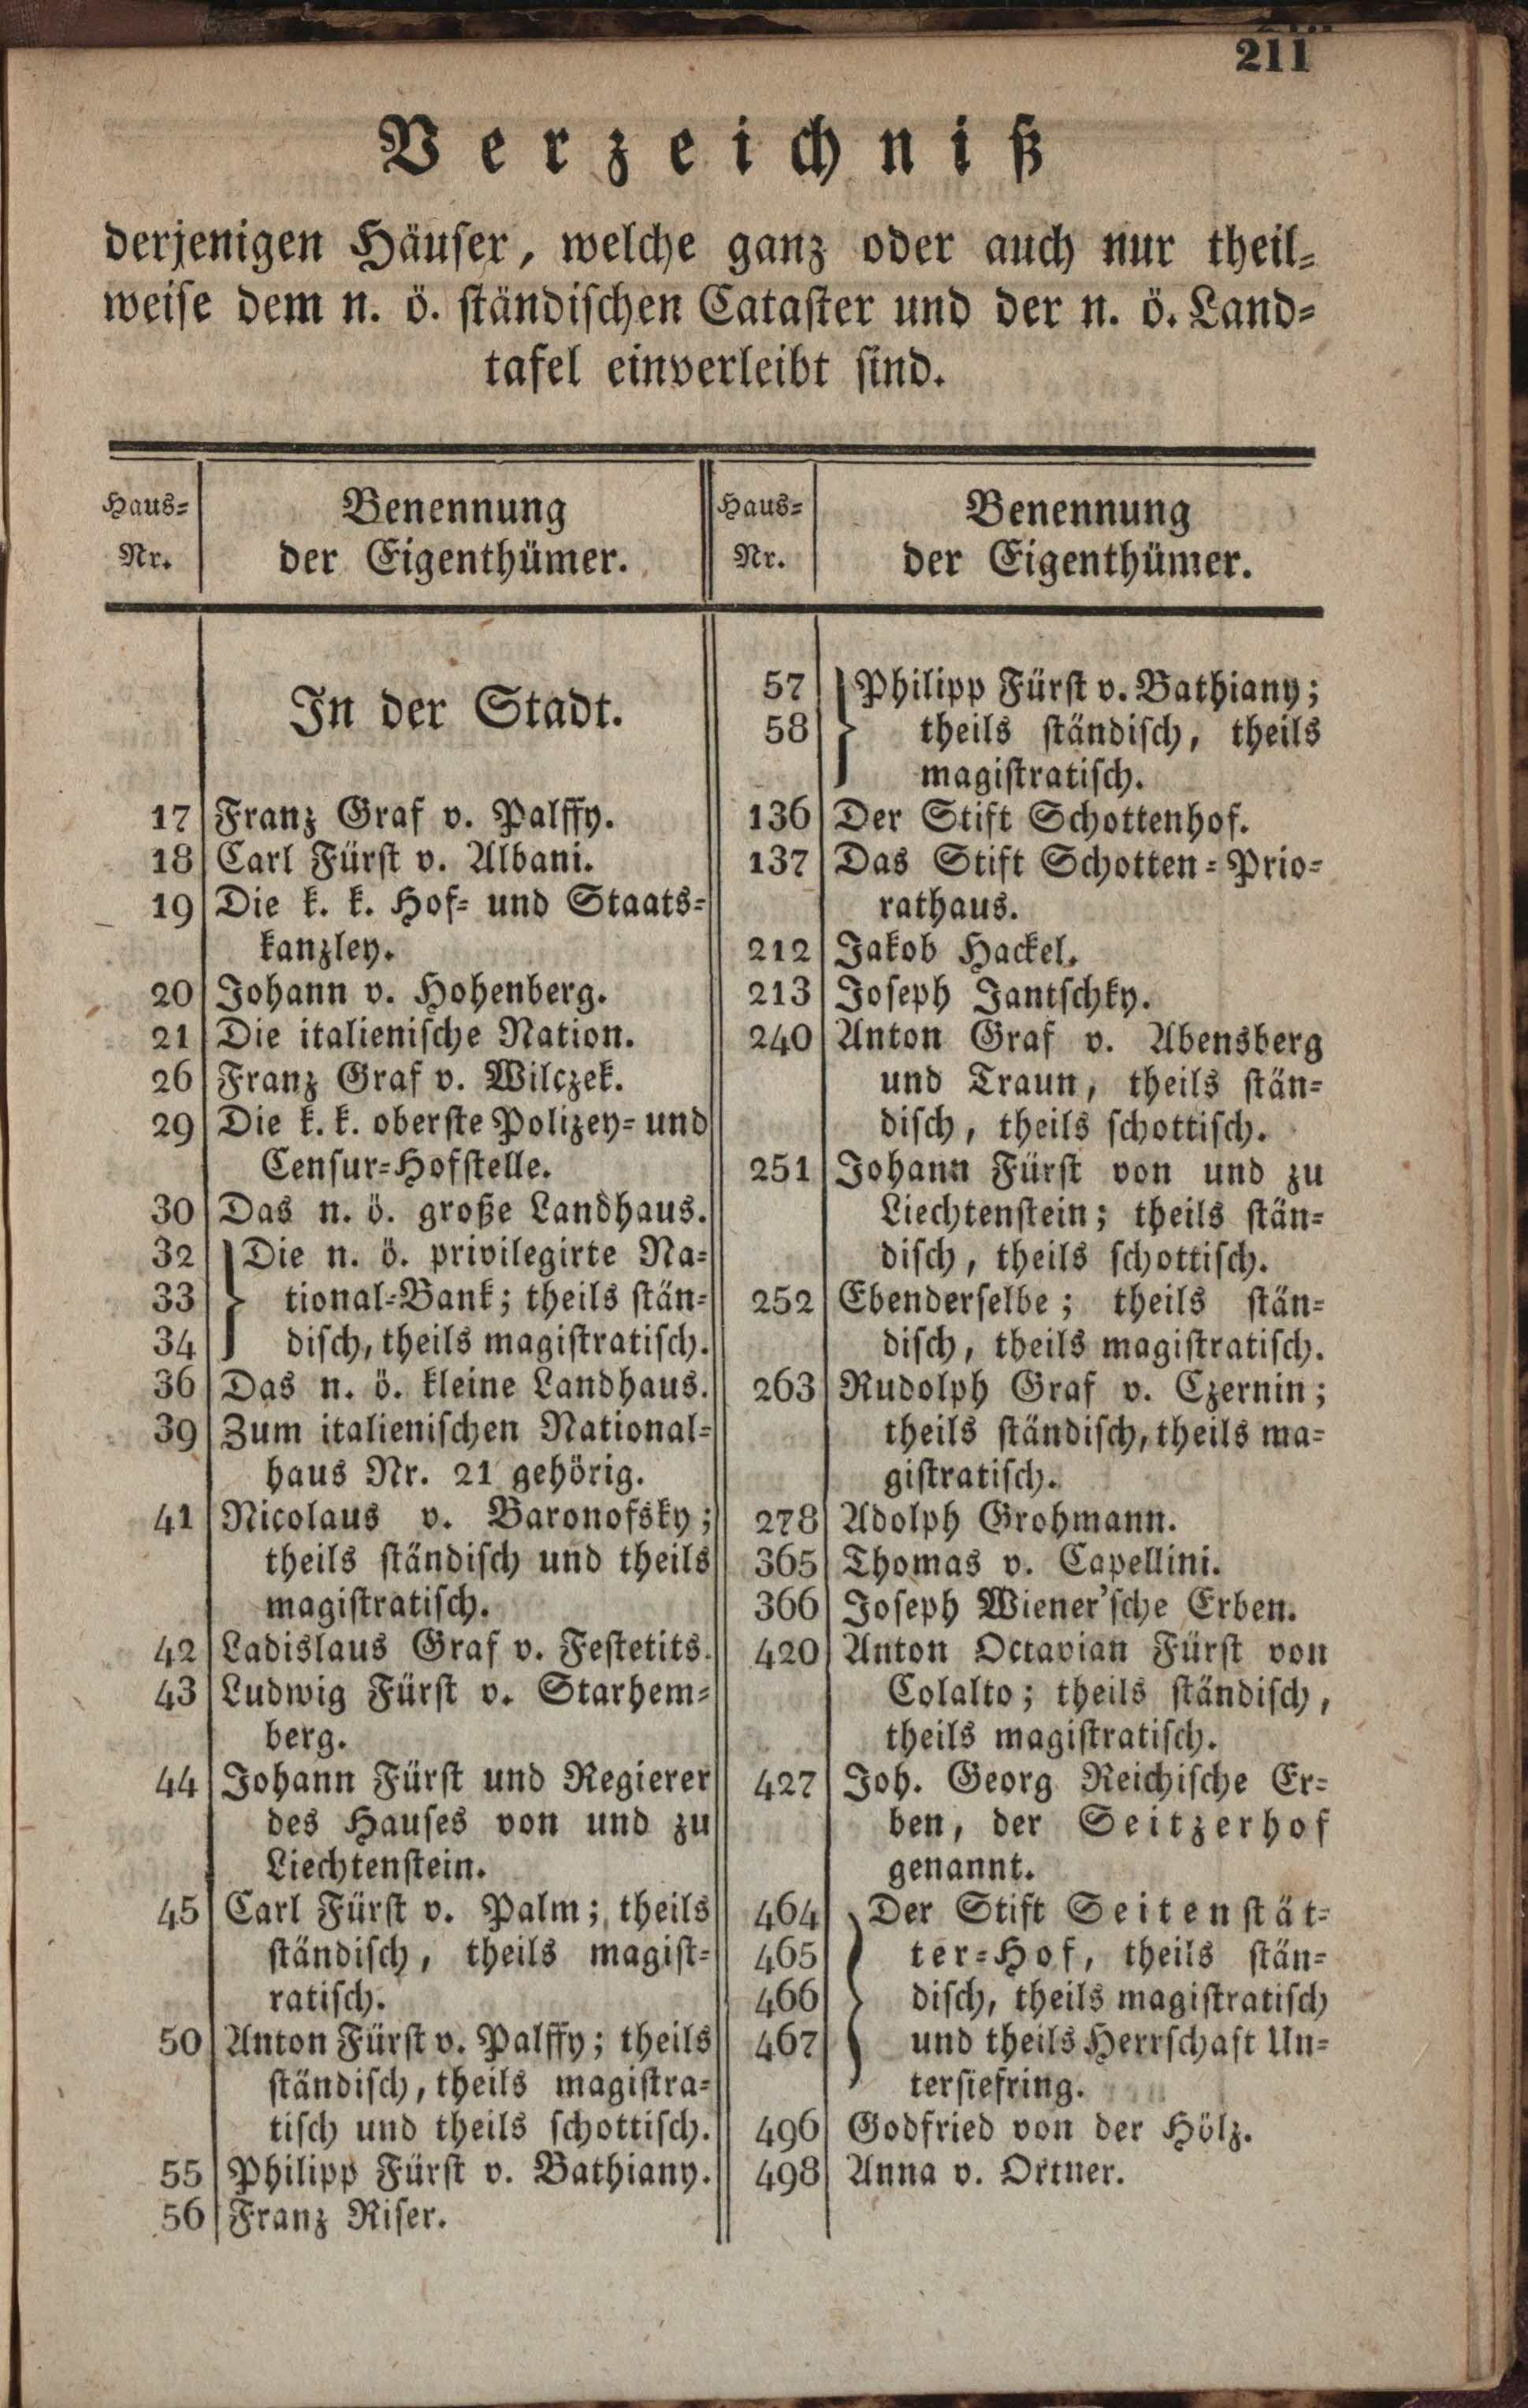 211
Verzeichniß
derjenigen Häuser, welche ganz oder auch nur theil-
weise dem n. ö. ständischen Cataster und der n. ö. Land-
tafel einverleibt sind.
Haus-
Nr.
Benennung
der Eigenthümer.
Haus-
Nr.
Benennung
der Eigenthümer.
In der Stadt.
17 Franz Graf v. Palffy.
18 Carl Fürst v. Albani.
19 Die k. k. Hof- und Staats-
kanzley.
20 Johann v. Hohenberg.
21 Die italienische Nation.
26 Franz Graf v. Wilczek.
29 Die k. k. oberste Polizey- und
Censur-Hofstelle.
30 Das n. ö. große Landhaus.
32 Die n. ö. privilegirte Na-
33 tional-Bank; theils stän-
34 disch, theils magistratisch.
36 Das n. ö. kleine Landhaus.
39 Zum italienischen National-
haus Nr. 21 gehörig.
41 Nicolaus v. Baronofsky;
theils ständisch und theils
magistratisch.
42 Ladislaus Graf v. Festetits.
43 Ludwig Fürst v. Starhem-
berg.
44 Johann Fürst und Regierer
des Hauses von und zu
Liechtenstein.
45 Carl Fürst v. Palm; theils
ständisch, theils magist-
ratisch.
50 Anton Fürst v. Palffy; theils
ständisch, theils magistra-
tisch und theils schottisch.
55 Philipp Fürst v. Bathiany.
56 Franz Riser.
57 Philipp Fürst v. Bathiany;
58 theils ständisch, theils
magistratisch.
136 Der Stift Schottenhof.
137 Das Stift Schotten-Prio-
rathaus.
212 Jakob Hackel.
213 Joseph Jantschky.
240 Anton Graf v. Abensberg
und Traun, theils stän-
disch, theils schottisch.
251 Johann Fürst von und zu
Liechtenstein; theils stän-
disch, theils schottisch.
252 Ebenderselbe; theils stän-
disch, theils magistratisch.
263 Rudolph Graf v. Czernin;
theils ständisch, theils ma-
gistratisch.
278 Adolph Grohmann.
365 Thomas v. Capellini.
366 Joseph Wiener'sche Erben.
420 Anton Octavian Fürst von
Colalto; theils ständisch,
theils magistratisch.
427 Joh. Georg Reichische Er-
ben, der Seitzerhof
genannt.
464 Der Stift Seitenstät-
465 ter-Hof, theils stän-
466 disch, theils magistratisch
467 und theils Herrschaft Un-
tersiefring.
496 Godfried von der Hölz.
498 Anna v. Ortner.